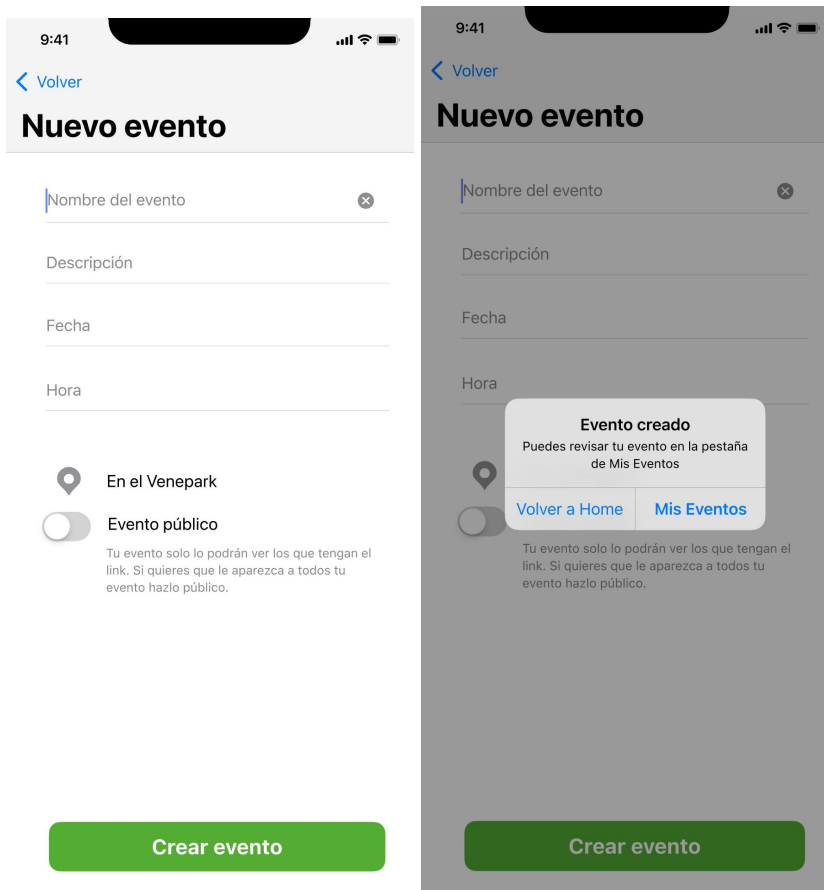 9:41
Volver
Nuevo evento
Nombre del evento
Descripción
Fecha
Hora
En el Venepark
Evento público
Tu evento solo lo podrán ver los que tengan el
link. Si quieres que le aparezca a todos tu
evento hazlo público.
Crear evento
9:41
Volver
Nuevo evento
Nombre del evento
Descripción
Fecha
Hora
Evento creado
Puedes revisar tu evento en la pestaña
de Mis Eventos
Volver a Home
Mis Eventos
Tu evento solo lo podrán ver los que tengan el
link. Si quieres que le aparezca a todos tu
evento hazlo público.
Crear evento